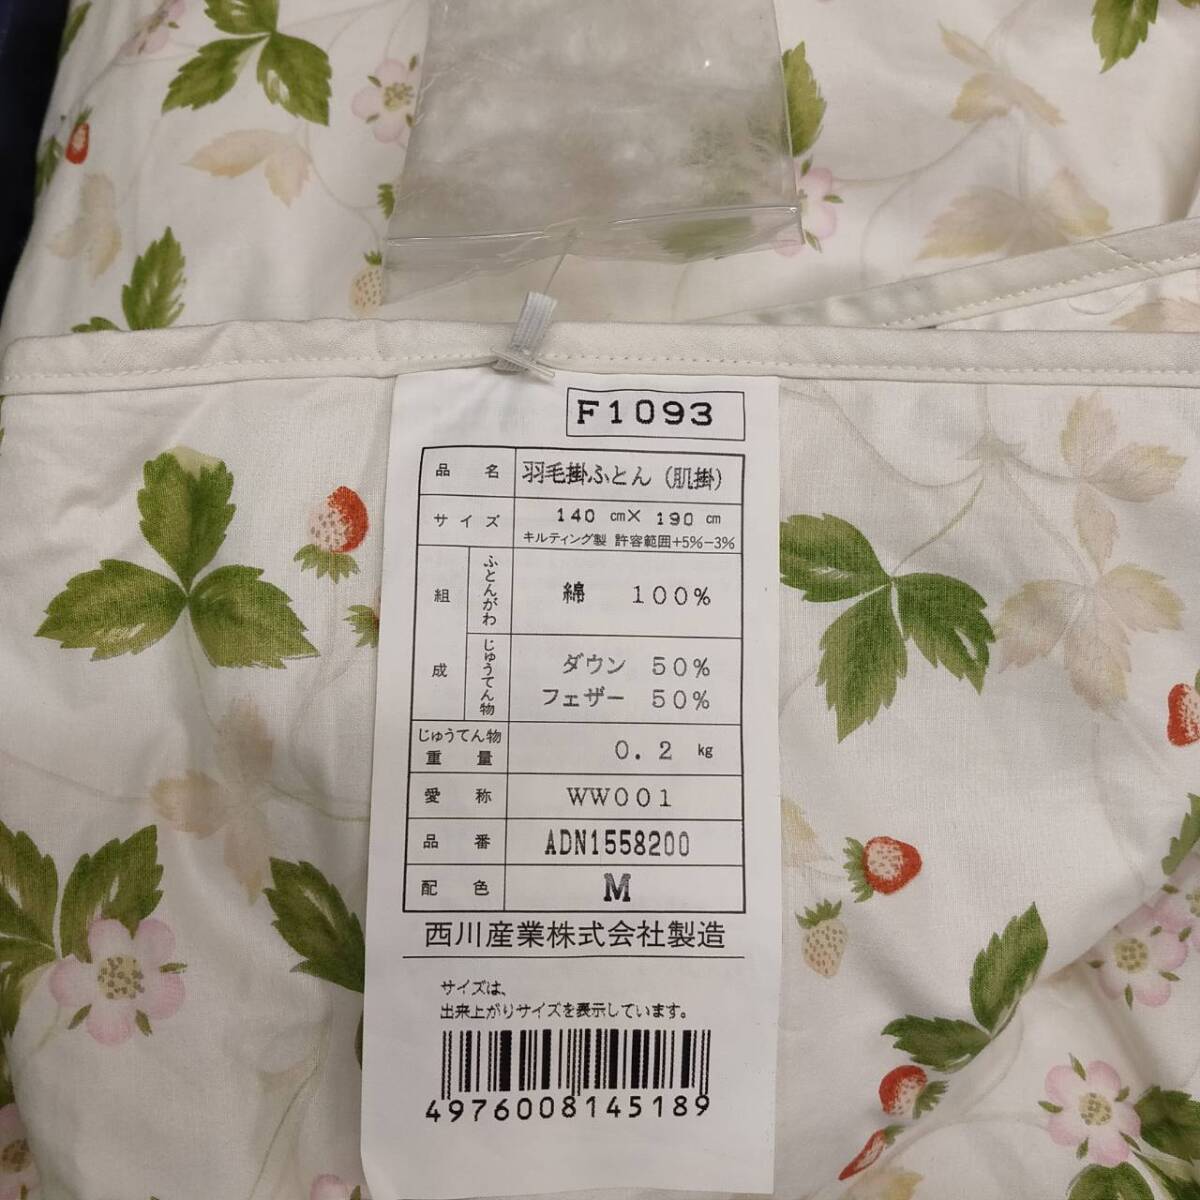 F1093
品名 羽毛掛ふとん（肌掛）
サイズ 140 cm× 190 cm
キルティング製 許容範囲+5%−3%
組成 ふとんがわ 綿 100%
じゅうてん物 ダウン 50%
フェザー 50%
じゅうてん物
重量 0.2 kg
愛称 WW001
品番 ADN1558200
配色 M
西川産業株式会社製造
サイズは、
出来上がりサイズを表示しています。
4976008145189